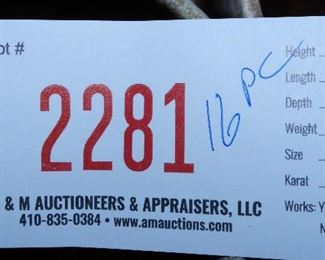 ot #
2281
16 PC
& M AUCTIONEERS & APPRAISERS, LLC
410-835-0384 • www.amauctions.com
Height
Length
Depth
Weight
Size
Karat
Works: Y
N